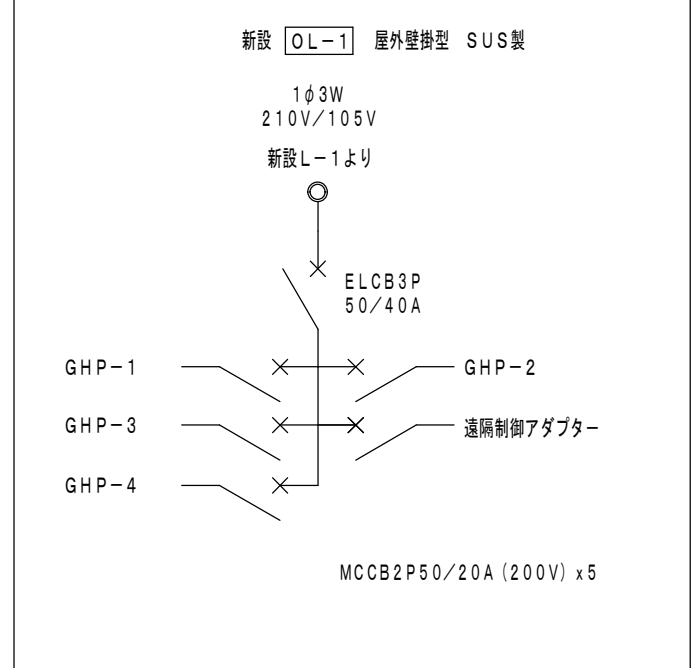 新設 OL-1 屋外壁掛型 SUS製
1φ3W
210V/105V
新設L-1より
ELCB3P
50/40A
GHP-1
GHP-2
GHP-3
遠隔制御アダプター
GHP-4
MCCB2P50/20A(200V)x5